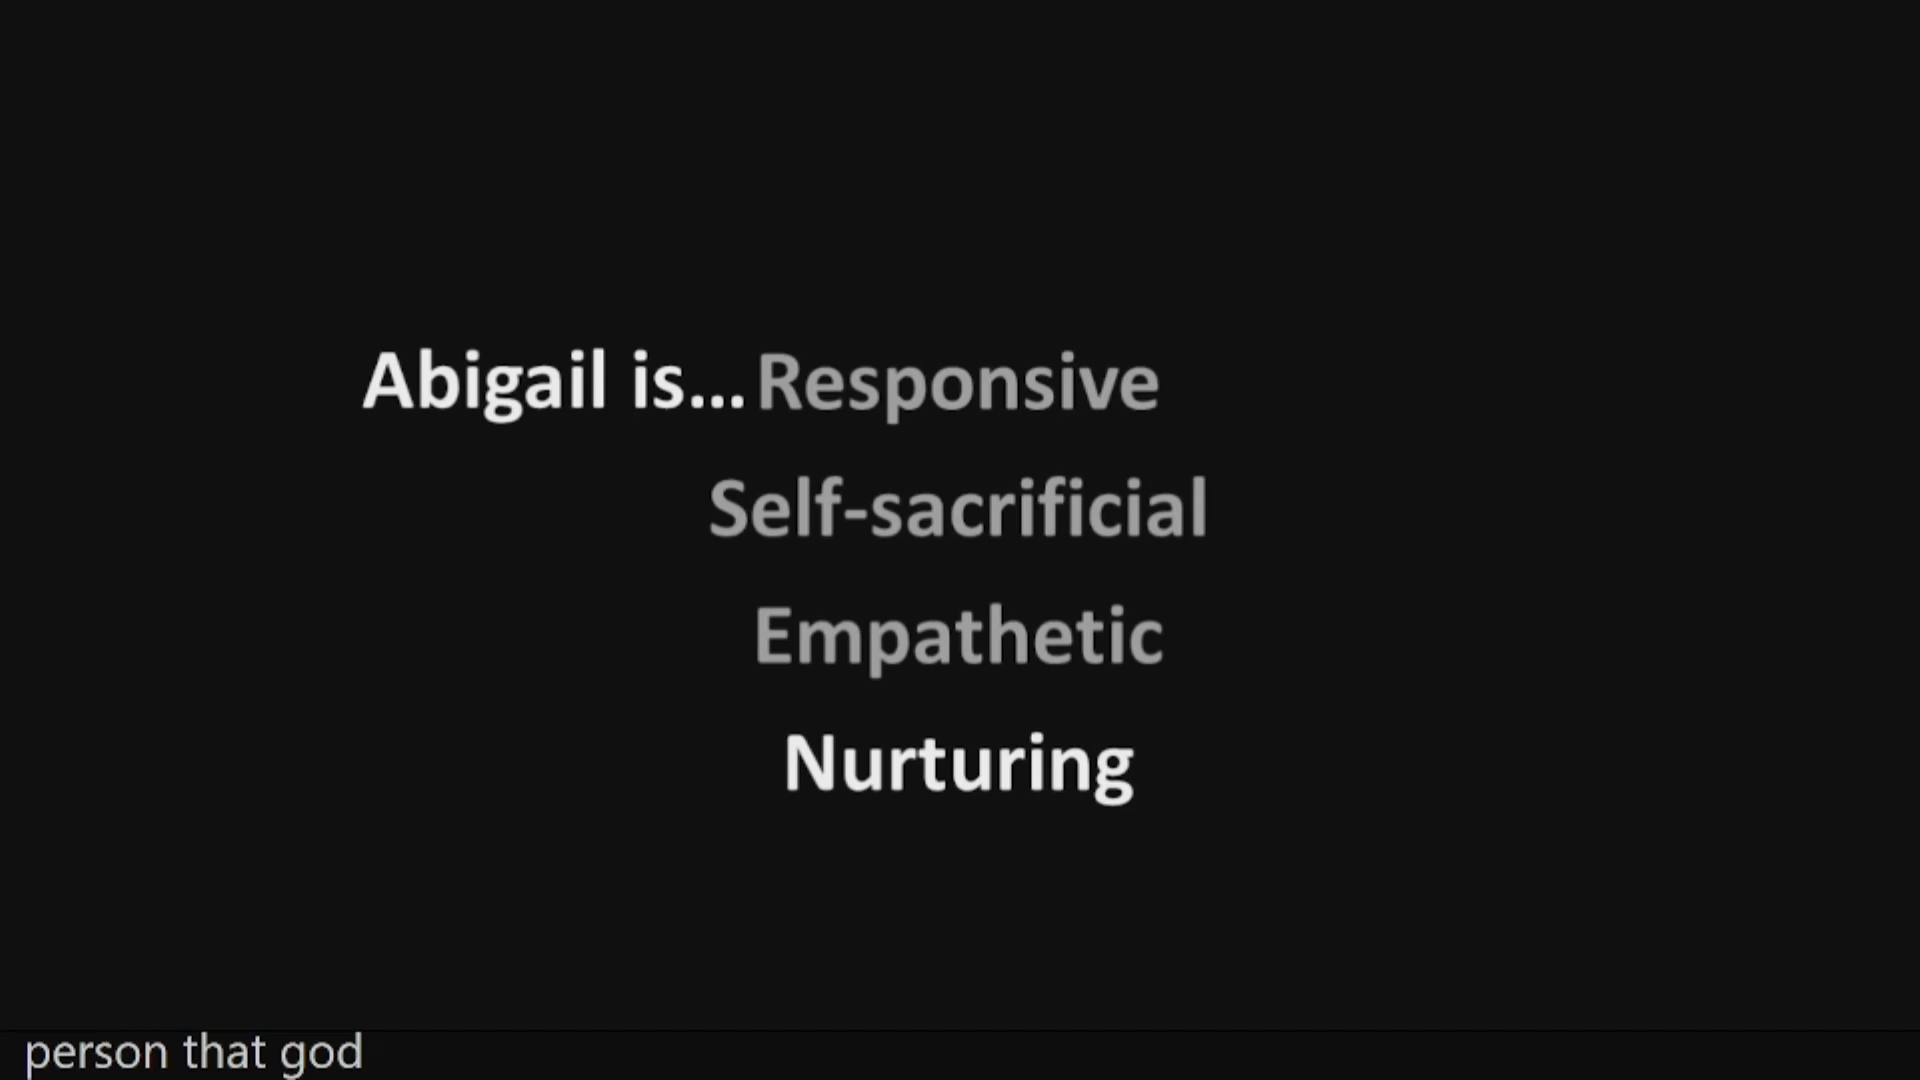 Abigail is... Responsive
Self-sacrificial
Empathetic
Nurturing
person that god